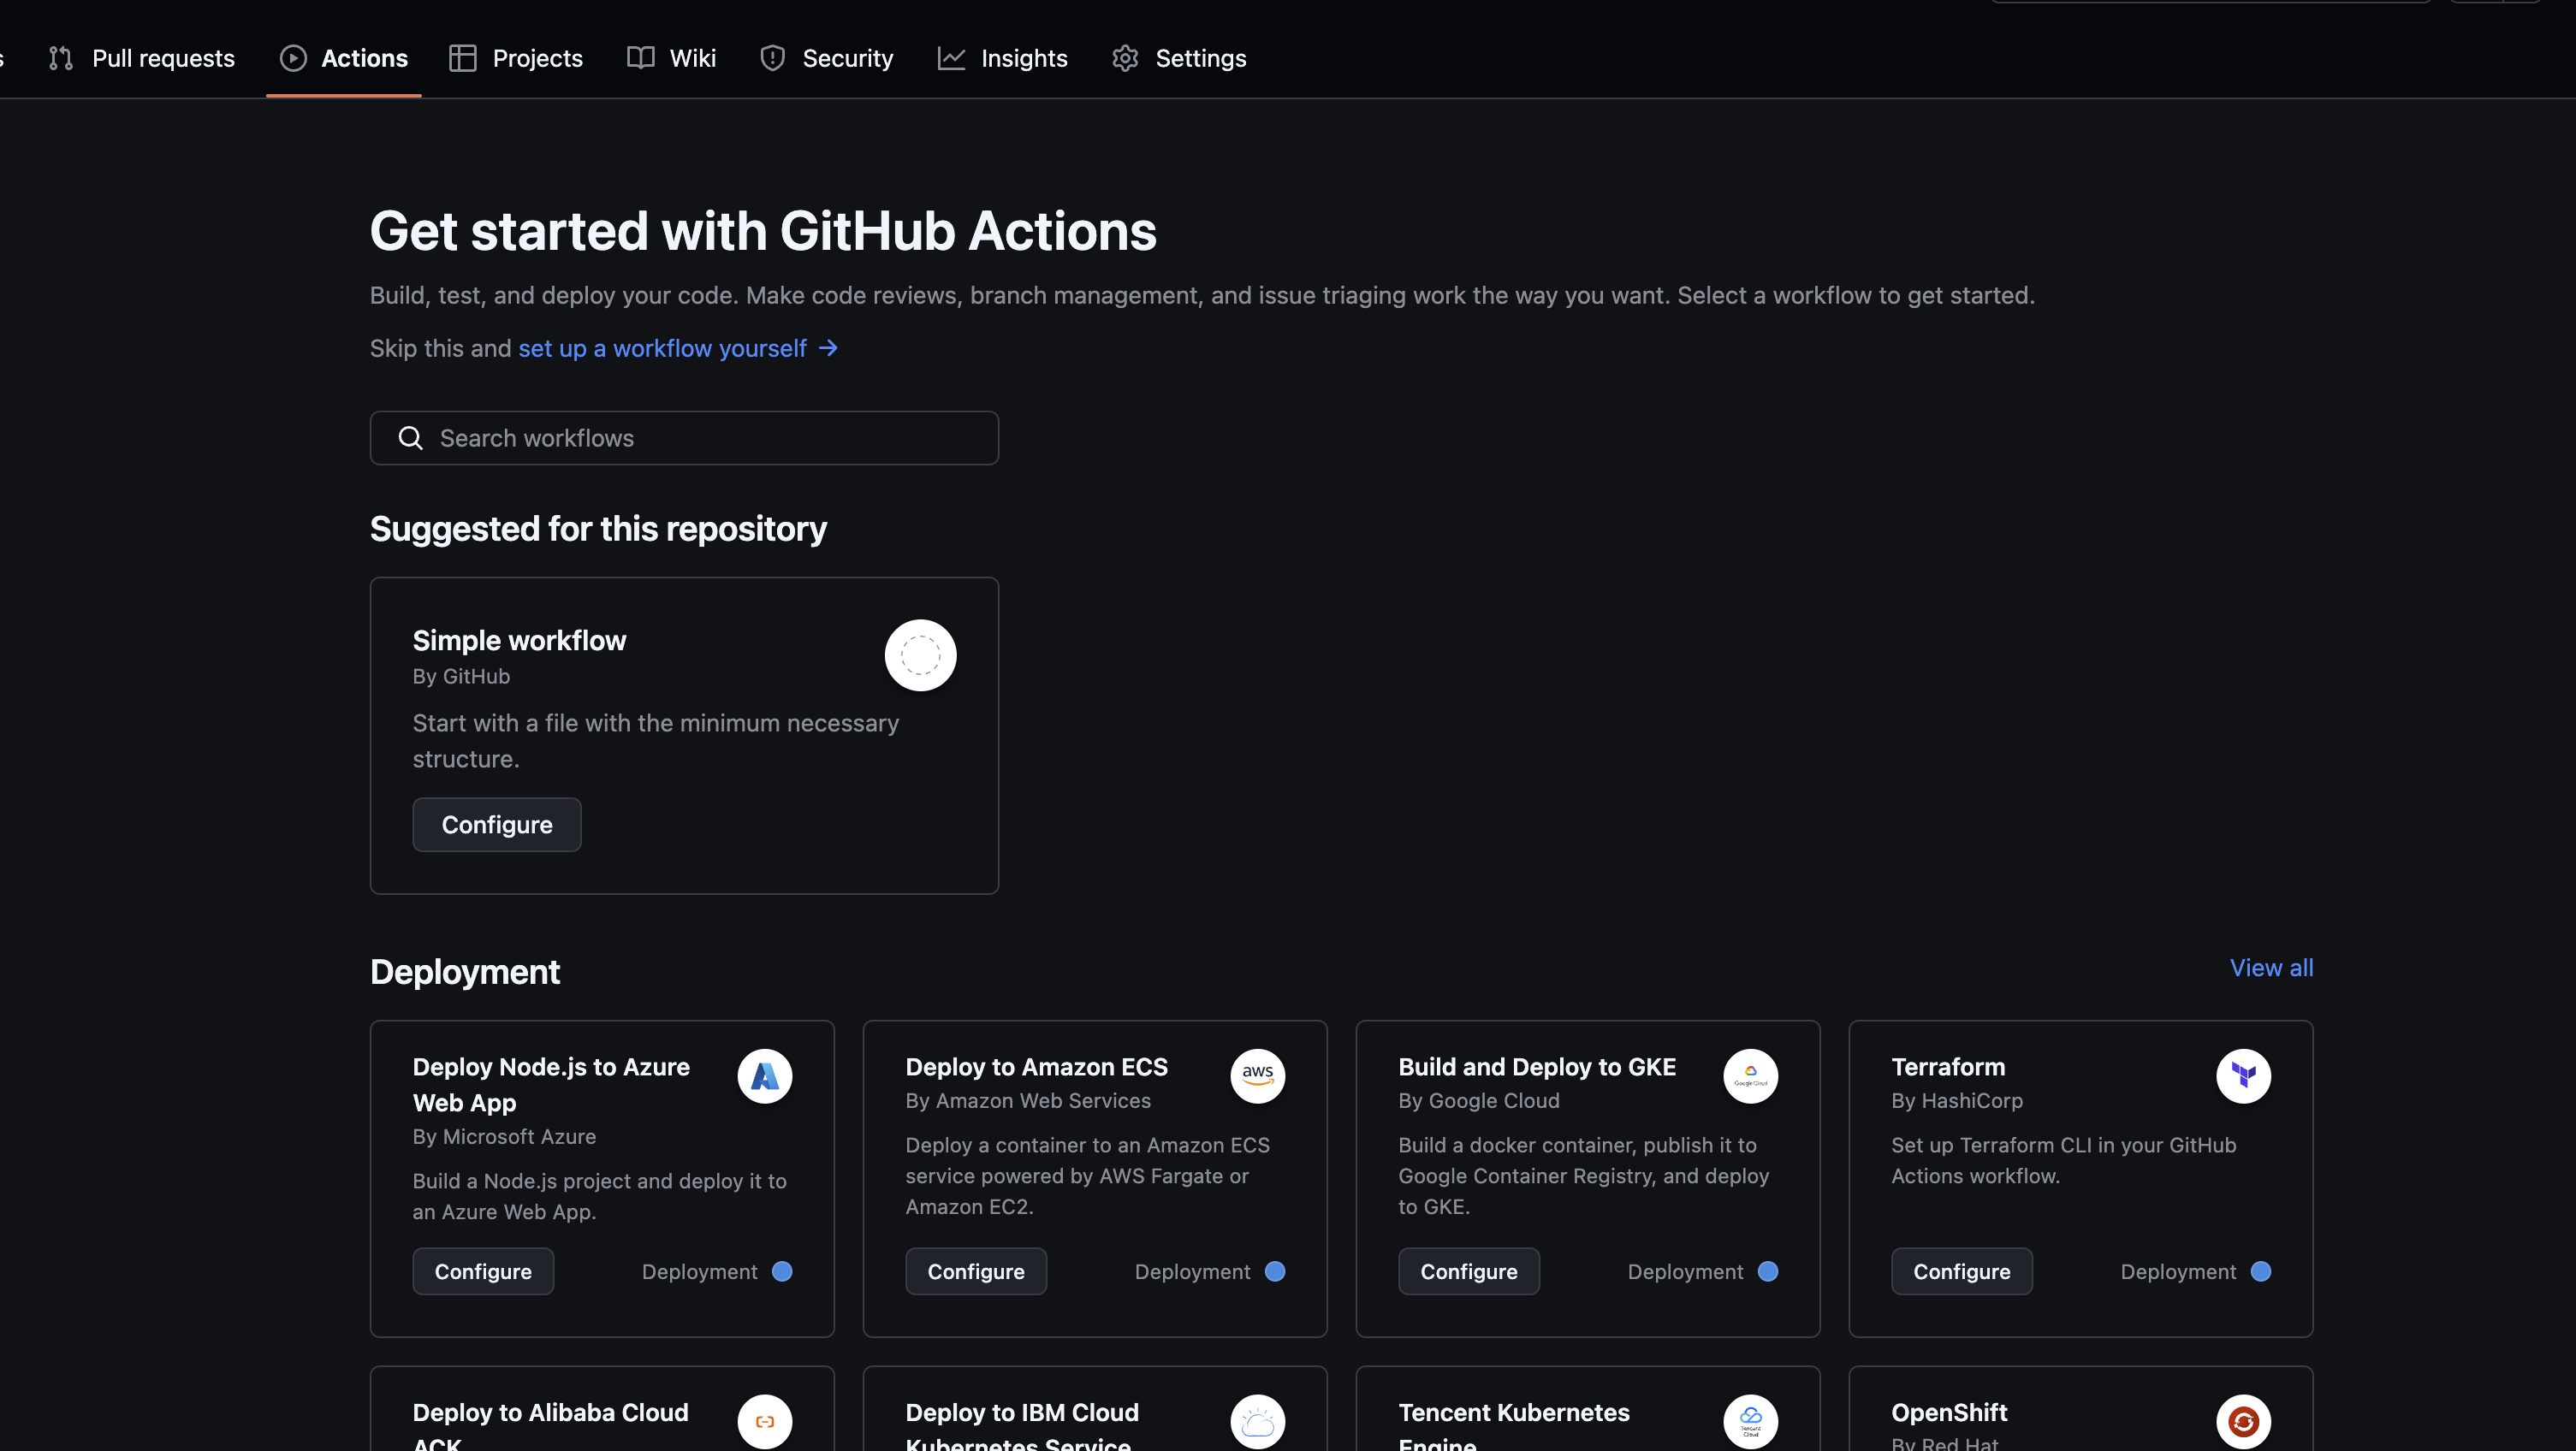 s
Pull requests
Actions
Projects
Wiki
Security
Insights
Settings
Get started with GitHub Actions
Build, test, and deploy your code. Make code reviews, branch management, and issue triaging work the way you want. Select a workflow to get started.
Skip this and set up a workflow yourself →
Search workflows
Suggested for this repository
Simple workflow
By GitHub
Start with a file with the minimum necessary
structure.
Configure
Deployment
View all
Deploy Node.js to Azure
Web App
By Microsoft Azure
Build a Node.js project and deploy it to
an Azure Web App.
Configure
Deployment
Deploy to Amazon ECS
By Amazon Web Services
aws
Deploy a container to an Amazon ECS
service powered by AWS Fargate or
Amazon EC2.
Configure
Deployment
Build and Deploy to GKE
By Google Cloud
Google Cloud
Build a docker container, publish it to
Google Container Registry, and deploy
to GKE.
Configure
Deployment
Terraform
By HashiCorp
Set up Terraform CLI in your GitHub
Actions workflow.
Configure
Deployment
Deploy to Alibaba Cloud
ACK
Deploy to IBM Cloud
Kubernetes Service
Tencent Kubernetes
Engine
Tencent
Cloud
OpenShift
By Red Hat